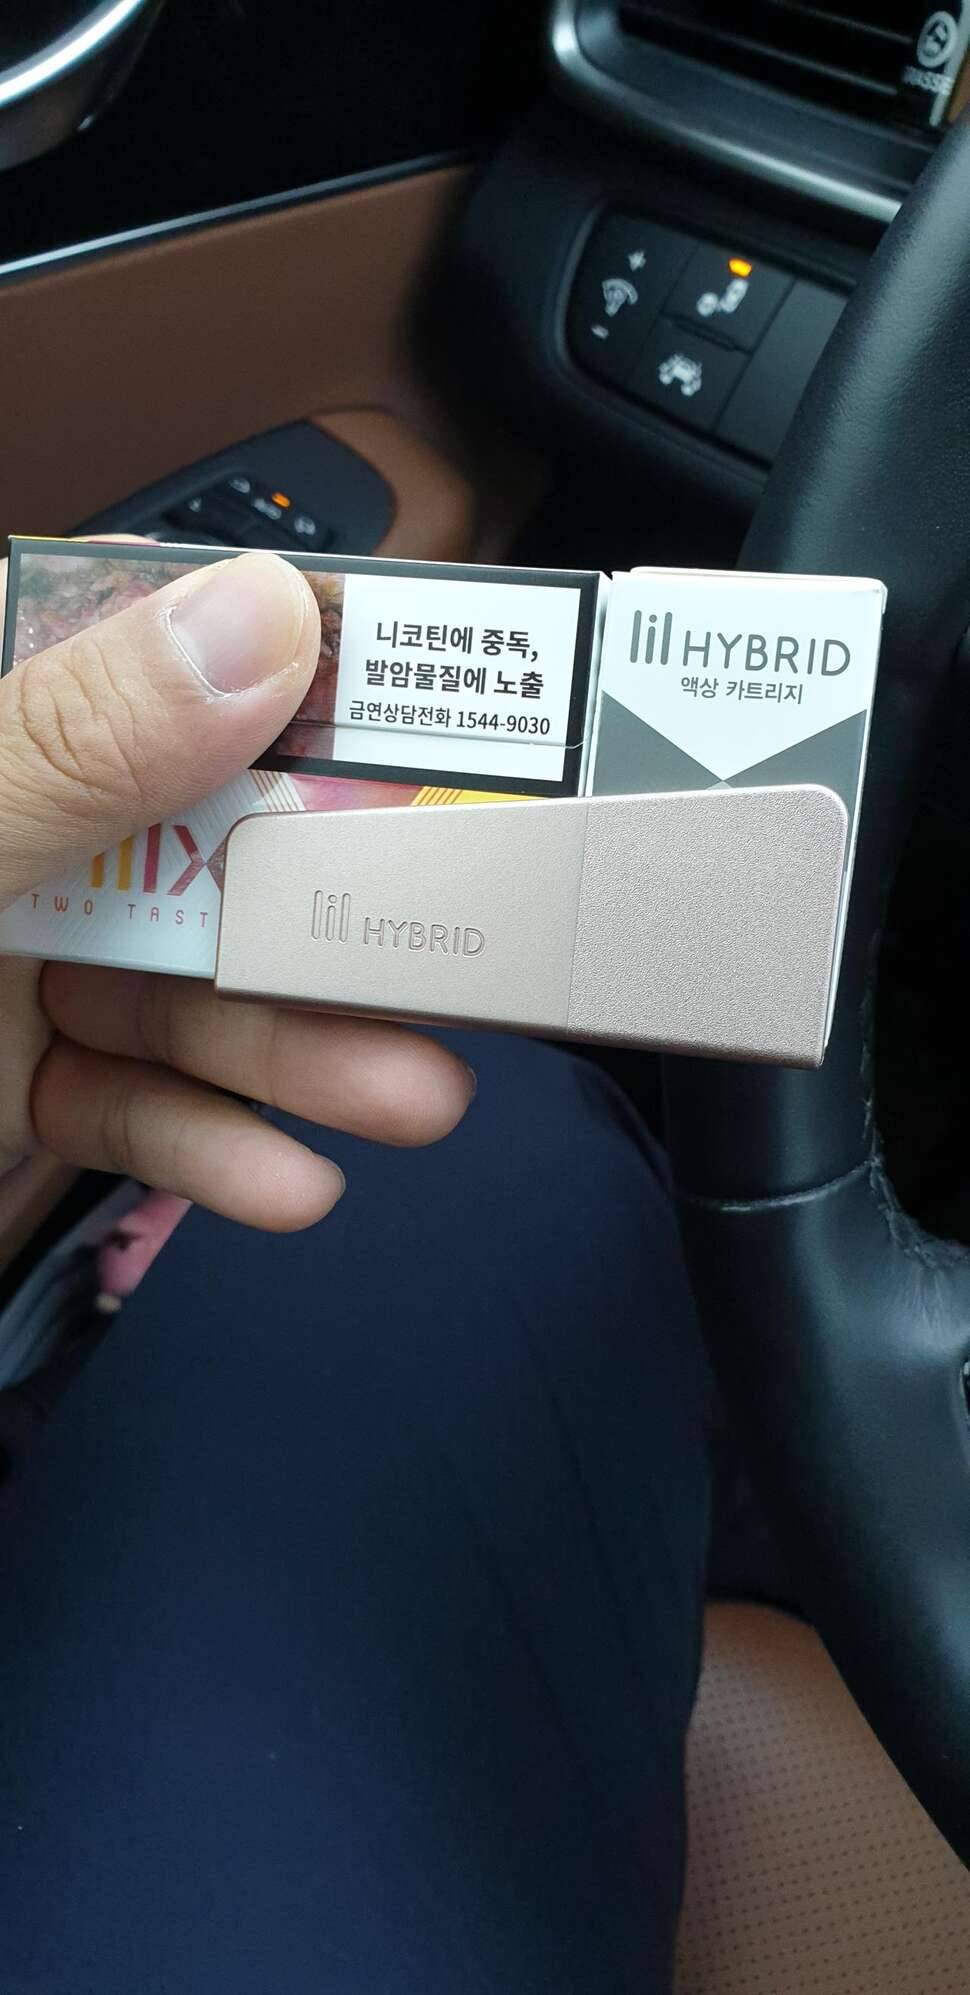 니코틴에 중독,
발암물질에 노출
금연상담전화 1544-9030
lil HYBRID
액상 카트리지
TWO TAST
lil HYBRID